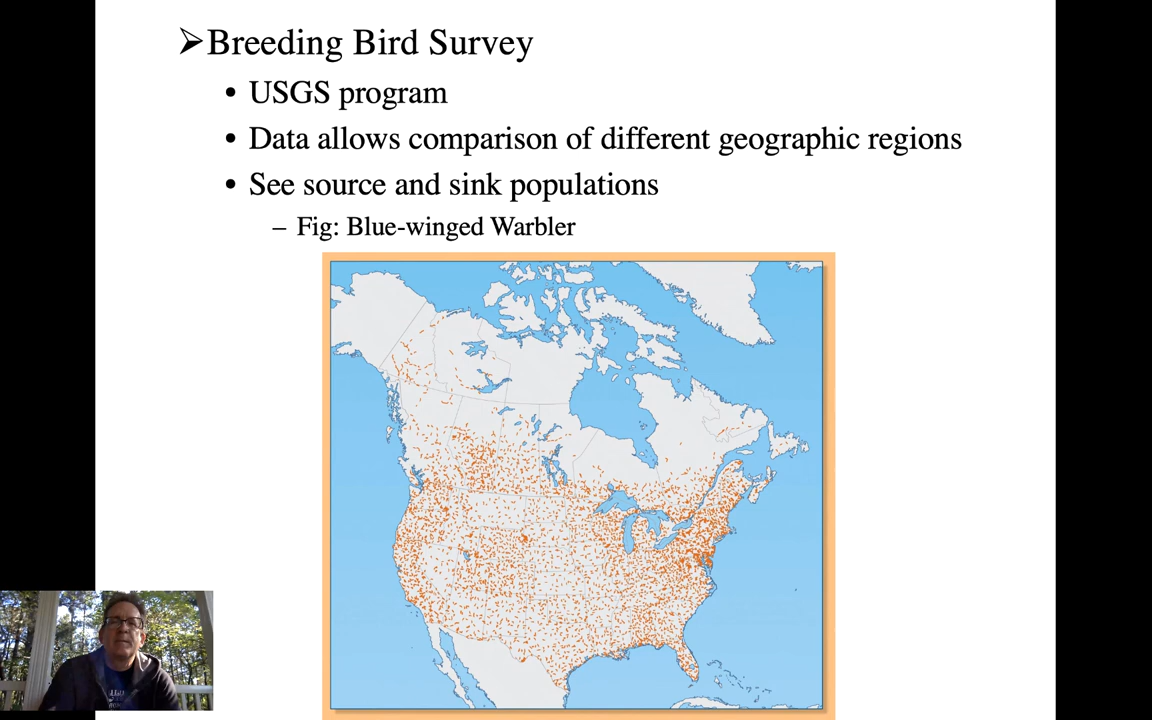 ➢Breeding Bird Survey
• USGS program
• Data allows comparison of different geographic regions
• See source and sink populations
– Fig: Blue-winged Warbler